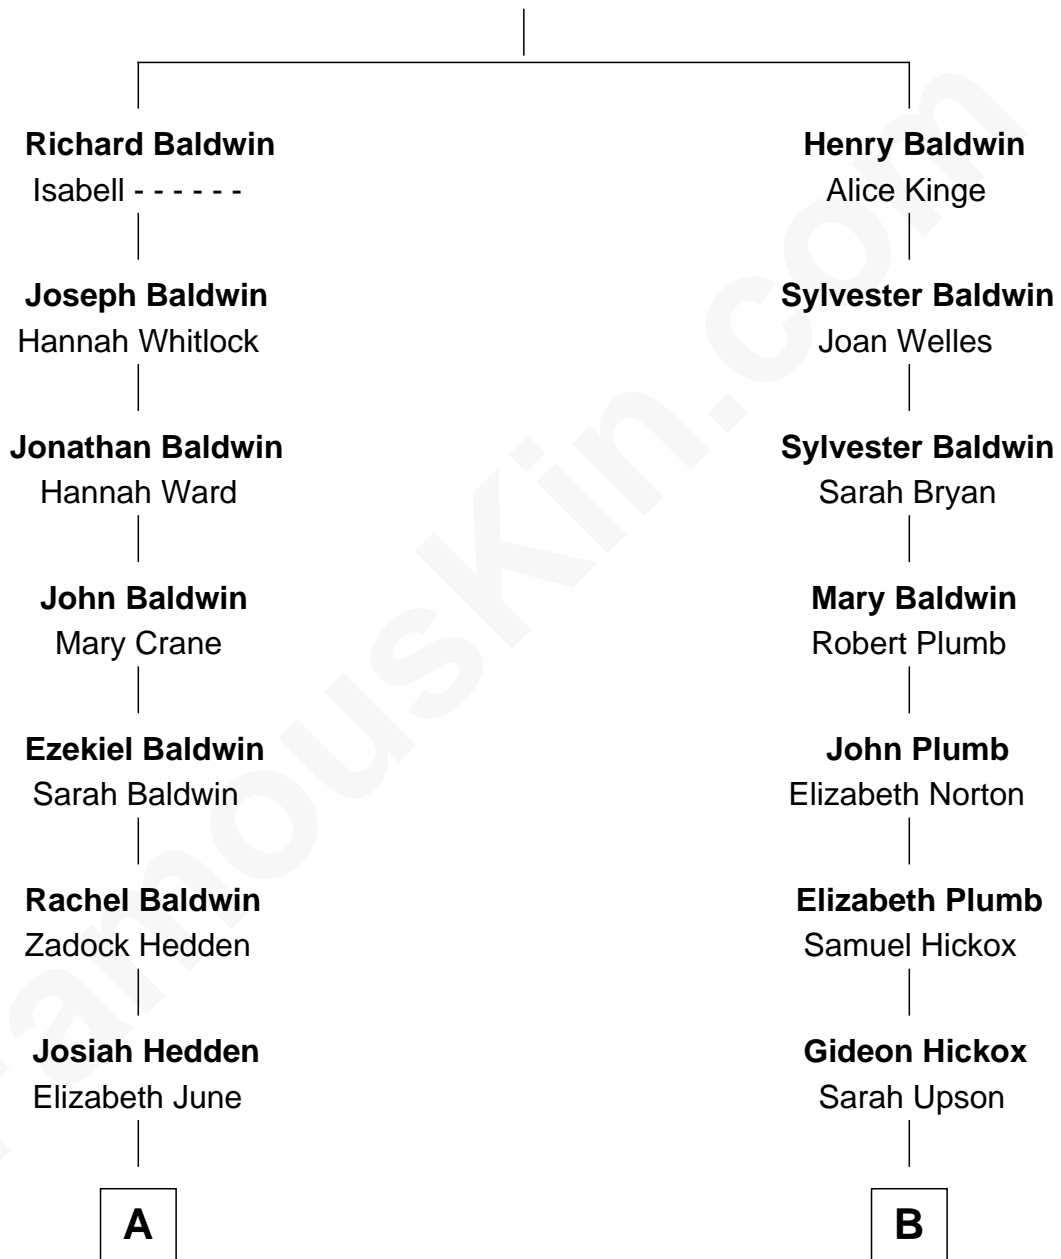 Richard Baldwin
Isabell - - - - - -
Henry Baldwin
Alice Kinge
Joseph Baldwin
Hannah Whitlock
Sylvester Baldwin
Joan Welles
Jonathan Baldwin
Hannah Ward
Sylvester Baldwin
Sarah Bryan
John Baldwin
Mary Crane
Mary Baldwin
Robert Plumb
Ezekiel Baldwin
Sarah Baldwin
John Plumb
Elizabeth Norton
Rachel Baldwin
Zadock Hedden
Elizabeth Plumb
Samuel Hickox
Josiah Hedden
Elizabeth June
Gideon Hickox
Sarah Upson
A
B
FamousKin.com